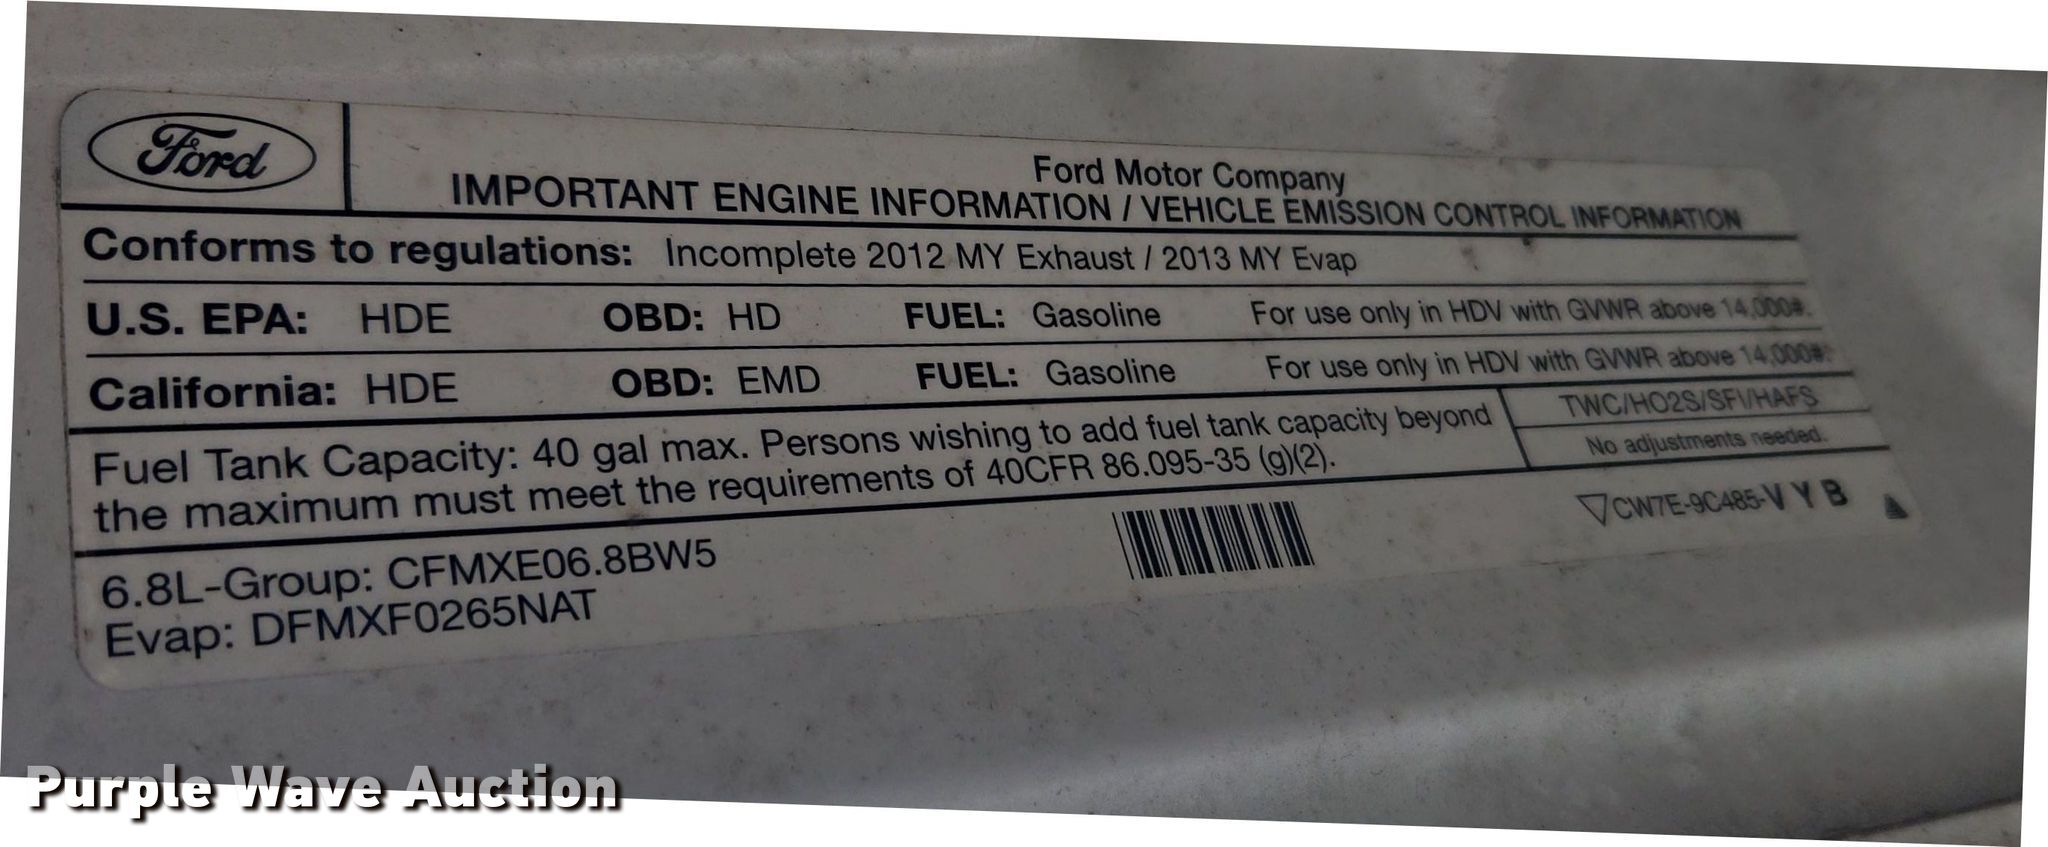 Ford
Ford Motor Company
IMPORTANT ENGINE INFORMATION / VEHICLE EMISSION CONTROL INFORMATION
Conforms to regulations: Incomplete 2012 MY Exhaust / 2013 MY Evap
U.S. EPA: HDE OBD: HD FUEL: Gasoline For use only in HDV with GVWR above 14,000#.
California: HDE OBD: EMD FUEL: Gasoline For use only in HDV with GVWR above 14,000#.
Fuel Tank Capacity: 40 gal max. Persons wishing to add fuel tank capacity beyond
the maximum must meet the requirements of 40CFR 86.095-35 (g)(2).
TWC/HO2S/SFI/HAFS
No adjustments needed.
6.8L-Group: CFMXE06.8BW5
Evap: DFMXF0265NAT
CW7E-9C485-V Y B
Purple Wave Auction